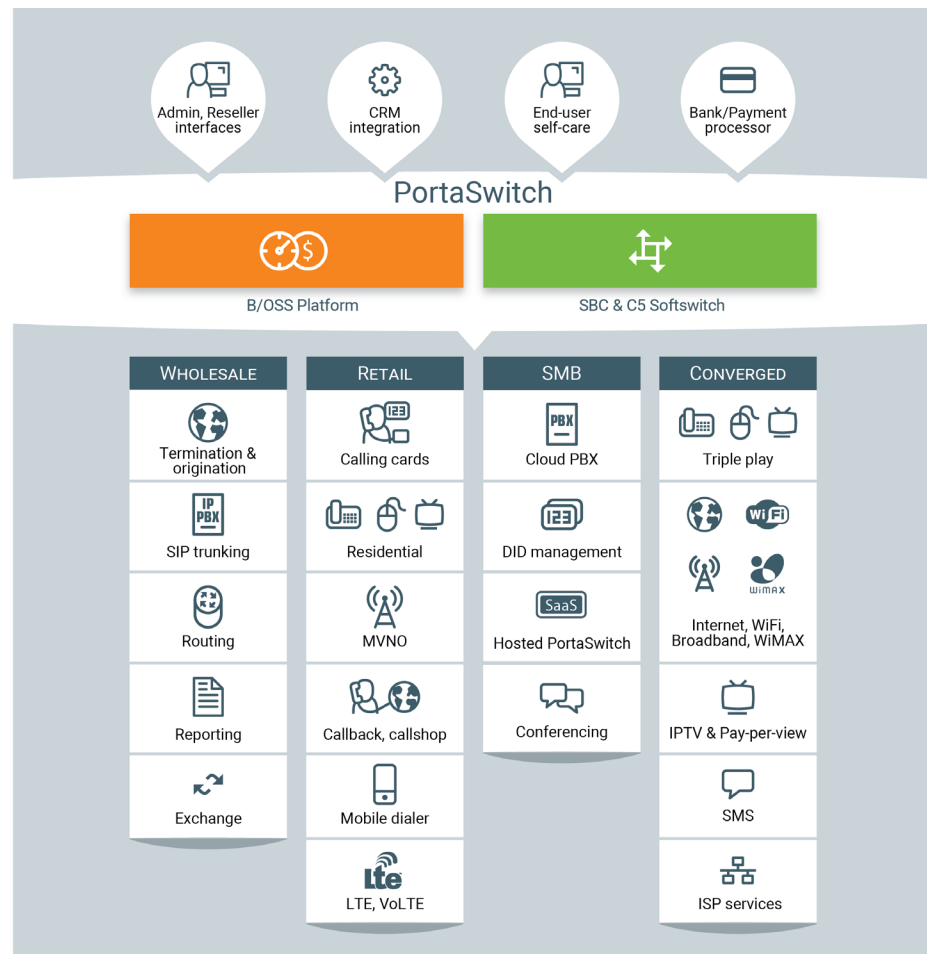 Admin, Reseller
interfaces
CRM
integration
End-user
self-care
Bank/Payment
processor
PortaSwitch
$
B/OSS Platform
SBC & C5 Softswitch
WHOLESALE
Termination &
origination
IP
PBX
SIP trunking
Routing
Reporting
Exchange
RETAIL
123
Calling cards
Residential
MVNO
Callback, callshop
Mobile dialer
Lte
LTE, VoLTE
SMB
PBX
Cloud PBX
123
DID management
SaaS
Hosted PortaSwitch
Conferencing
CONVERGED
Triple play
WiFi
WiMAX
Internet, WiFi,
Broadband, WiMAX
IPTV & Pay-per-view
SMS
ISP services